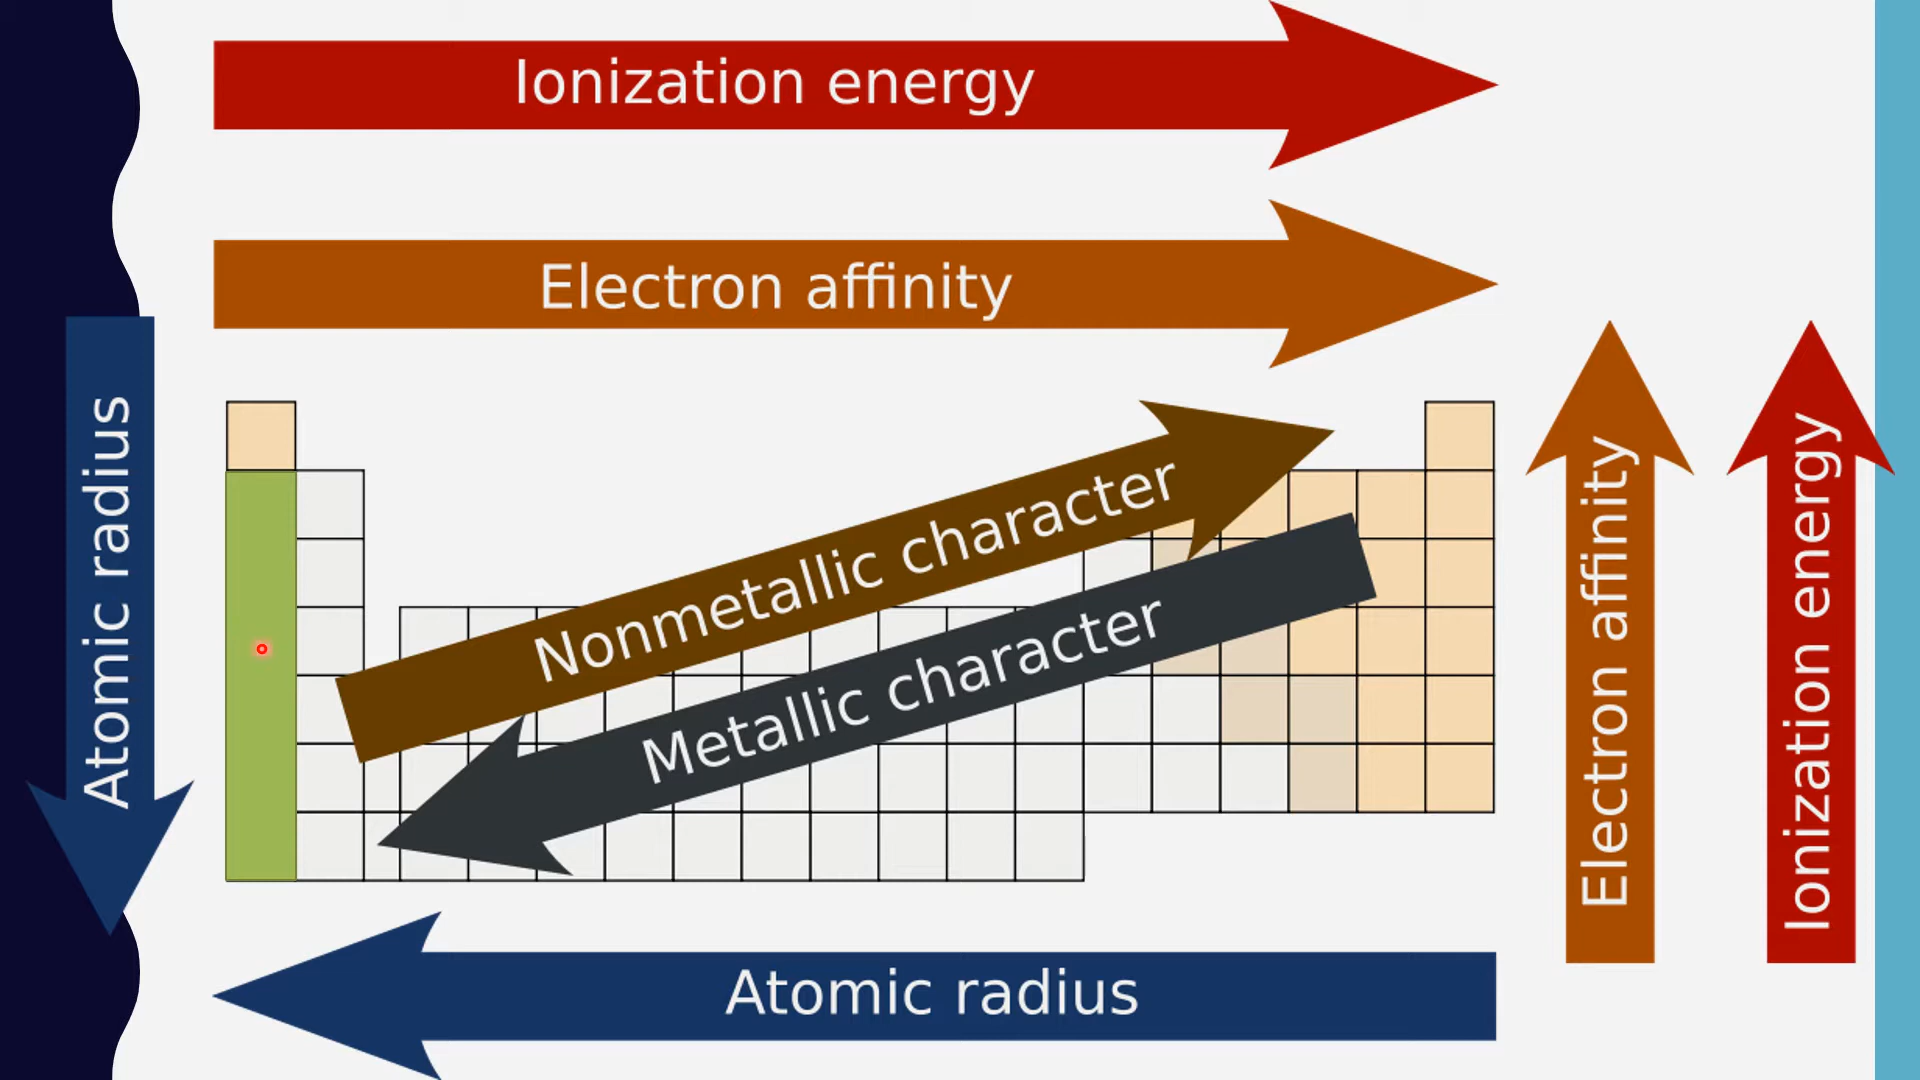 Ionization energy
Electron affinity
Atomic radius
Nonmetallic character
Metallic character
Electron affinity
Ionization energy
Atomic radius